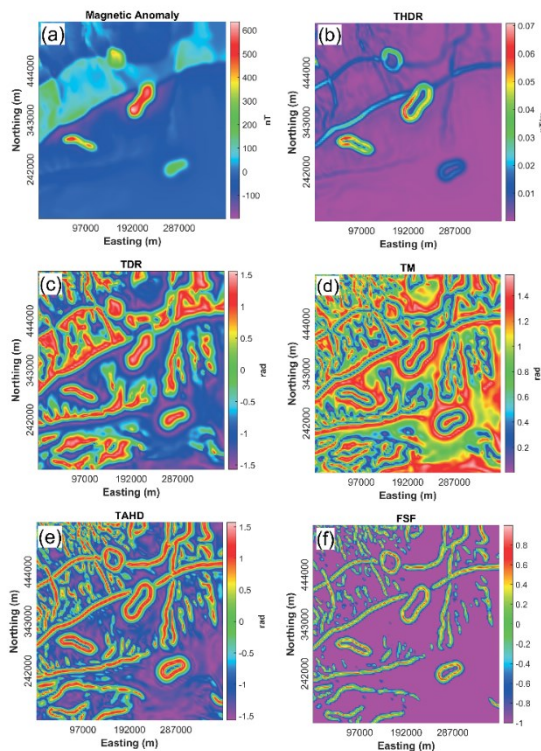 Magnetic Anomaly
(a)
444000
343000
242000
Northing (m)
97000 192000 287000
Easting (m)
600
500
400
300
200
100
0
-100
nT
THDR
(b)
444000
343000
242000
Northing (m)
97000 192000 287000
Easting (m)
0.07
0.06
0.05
0.04
0.03
0.02
0.01
TDR
(c)
444000
343000
242000
Northing (m)
97000 192000 287000
Easting (m)
1.5
1
0.5
0
-0.5
-1
-1.5
rad
TM
(d)
444000
343000
242000
Northing (m)
97000 192000 287000
Easting (m)
1.4
1.2
1
0.8
0.6
0.4
0.2
rad
TAHD
(e)
444000
343000
242000
Northing (m)
97000 192000 287000
Easting (m)
1.5
1
0.5
0
-0.5
-1
-1.5
rad
FSF
(f)
444000
343000
242000
Northing (m)
97000 192000 287000
Easting (m)
0.8
0.6
0.4
0.2
0
-0.2
-0.4
-0.6
-0.8
-1